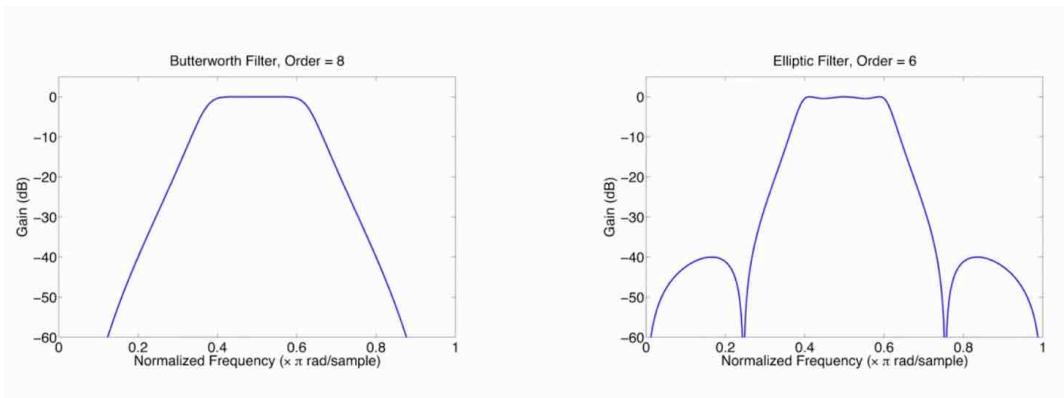 Butterworth Filter, Order = 8
Gain (dB)
0
−10
−20
−30
−40
−50
−60
0 0.2 0.4 0.6 0.8 1
Normalized Frequency (× π rad/sample)
Elliptic Filter, Order = 6
Gain (dB)
0
−10
−20
−30
−40
−50
−60
0 0.2 0.4 0.6 0.8 1
Normalized Frequency (× π rad/sample)